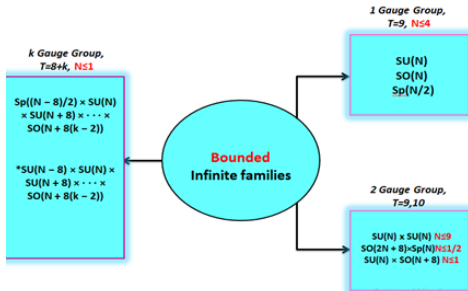 1 Gauge Group,
T=9, N≤4
SU(N)
SO(N)
Sp(N/2)
k Gauge Group,
T=8+k, N≤1
Sp((N − 8)/2) × SU(N)
× SU(N + 8) × · · · ×
SO(N + 8(k − 2))
*SU(N − 8) × SU(N) ×
SU(N + 8) × · · · ×
SO(N + 8(k − 2))
Bounded
Infinite families
2 Gauge Group,
T=9,10
SU(N) × SU(N) N≤9
SO(2N + 8)×Sp(N)N≤1/2
SU(N) × SO(N + 8) N≤1